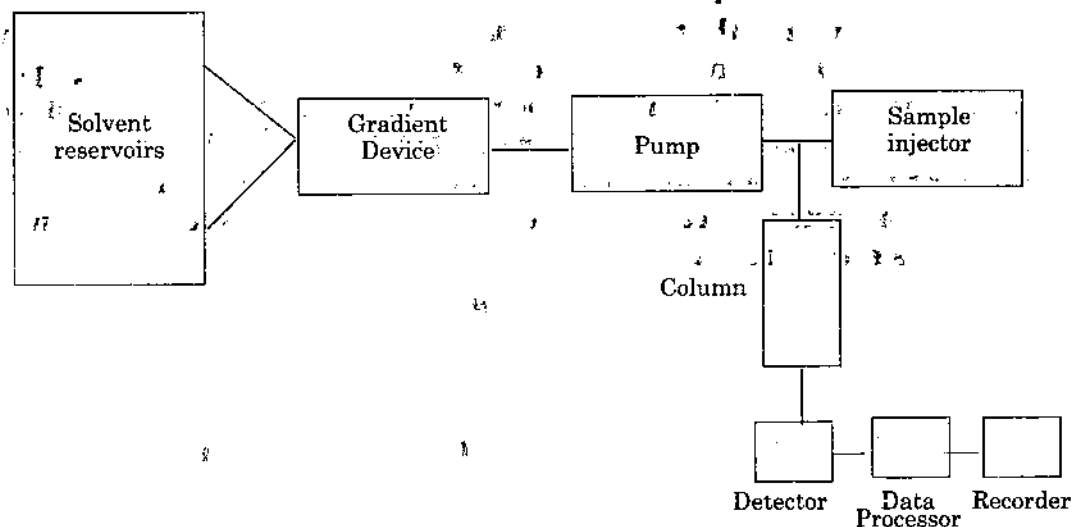 Solvent
reservoirs
Gradient
Device
Pump
Sample
injector
Column
Detector
Data
Processor
Recorder